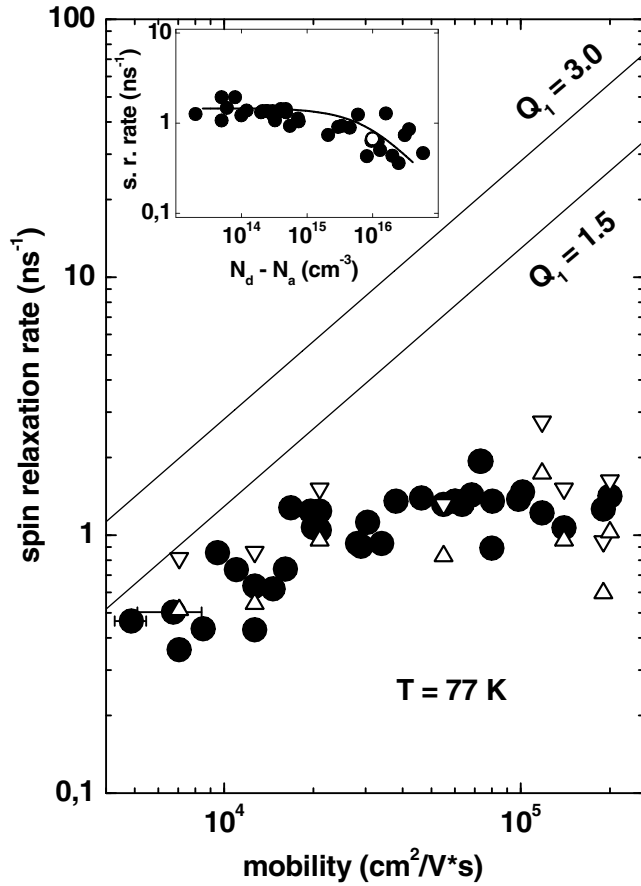 100
10
1
0,1
spin relaxation rate (ns⁻¹)
10⁴
10⁵
mobility (cm²/V*s)
Q₁ = 3.0
Q₁ = 1.5
T = 77 K
10
1
0,1
s. r. rate (ns⁻¹)
10¹⁴
10¹⁵
10¹⁶
N_d - N_a (cm⁻³)